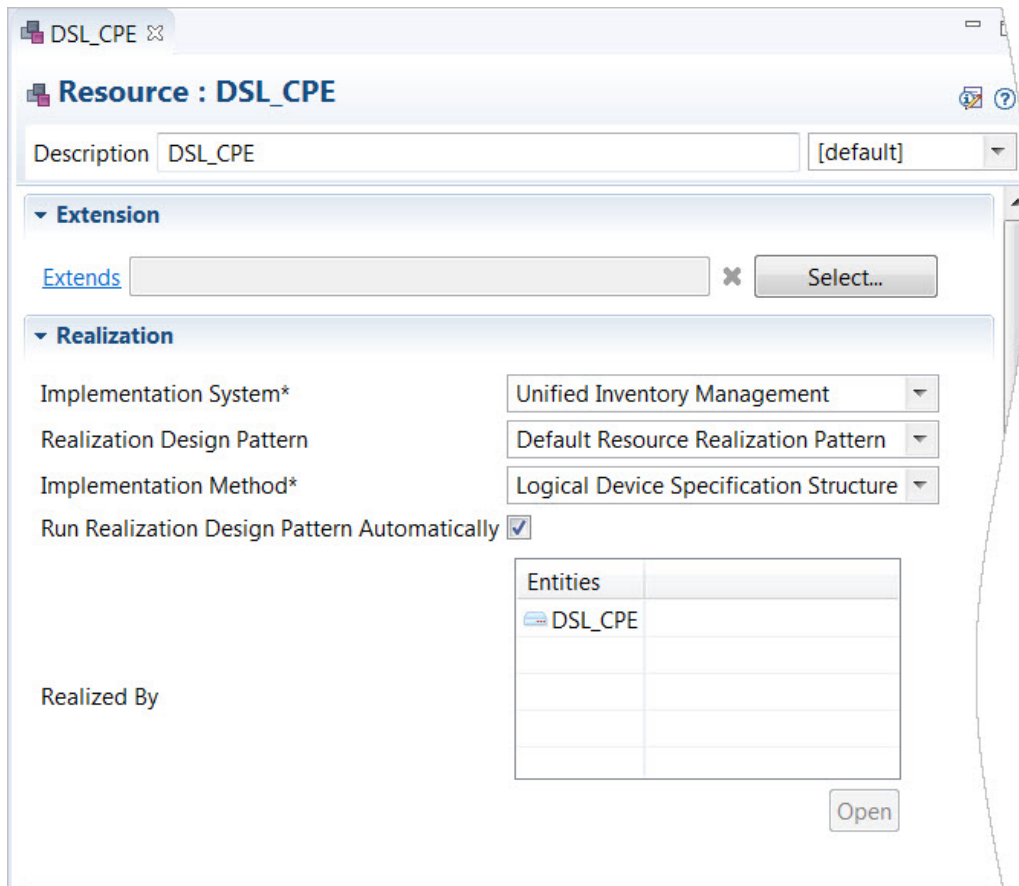 DSL_CPE
Resource : DSL_CPE
Description DSL_CPE [default]
Extension
Extends Select...
Realization
Implementation System* Unified Inventory Management
Realization Design Pattern Default Resource Realization Pattern
Implementation Method* Logical Device Specification Structure
Run Realization Design Pattern Automatically
Entities
DSL_CPE
Realized By
Open